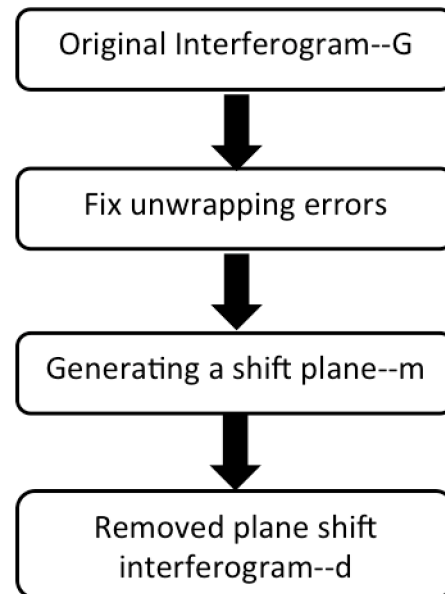 Original Interferogram--G
Fix unwrapping errors
Generating a shift plane--m
Removed plane shift
interferogram--d